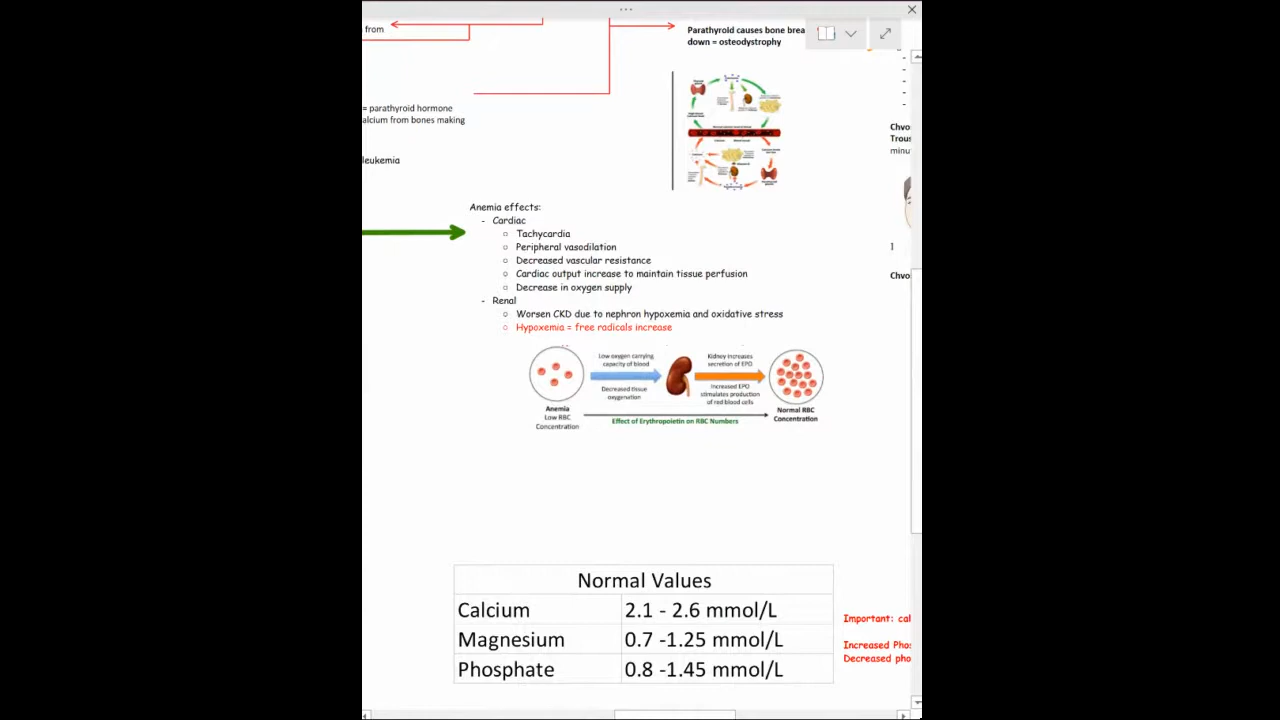 from
Parathyroid causes bone brea
down = osteodystrophy
= parathyroid hormone
alcium from bones making
leukemia
Chvo
Trous
minu
1
Chvo
Anemia effects:
- Cardiac
○ Tachycardia
○ Peripheral vasodilation
○ Decreased vascular resistance
○ Cardiac output increase to maintain tissue perfusion
○ Decrease in oxygen supply
- Renal
○ Worsen CKD due to nephron hypoxemia and oxidative stress
○ Hypoxemia = free radicals increase
Low oxygen carrying
capacity of blood
Decreased tissue
oxygenation
Kidney increases
secretion of EPO
Increased EPO
stimulates production
of red blood cells
Anemia
Low RBC
Concentration
Effect of Erythropoietin on RBC Numbers
Normal RBC
Concentration
Normal Values
Calcium 2.1 - 2.6 mmol/L
Magnesium 0.7 -1.25 mmol/L
Phosphate 0.8 -1.45 mmol/L
Important: cal
Increased Phos
Decreased pho